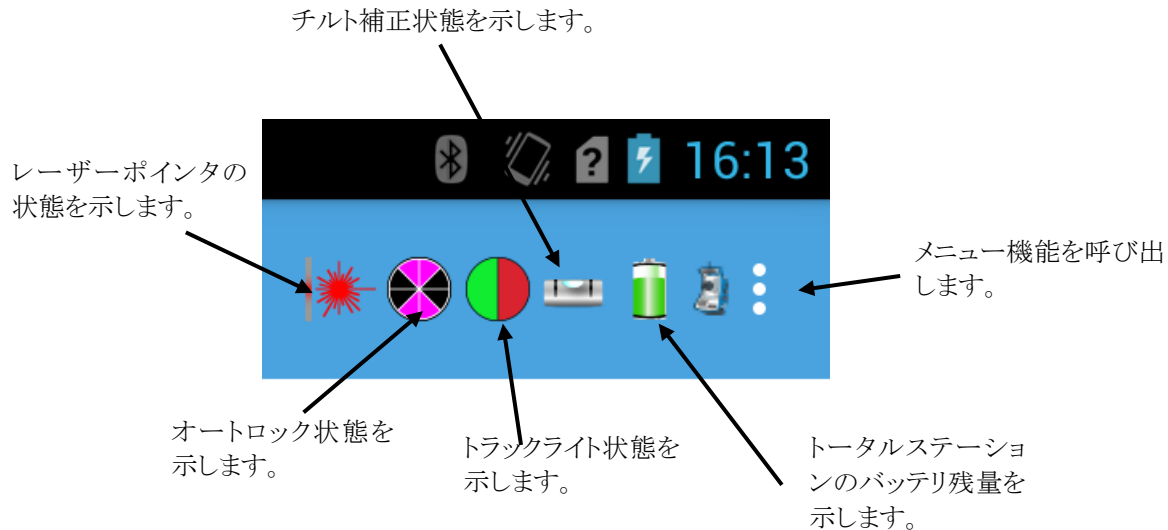 チルト補正状態を示します。
16:13
レーザーポインタの
状態を示します。
メニュー機能を呼び出
します。
オートロック状態を
示します。
トラックライト状態を
示します。
トータルステーショ
ンのバッテリ残量を
示します。